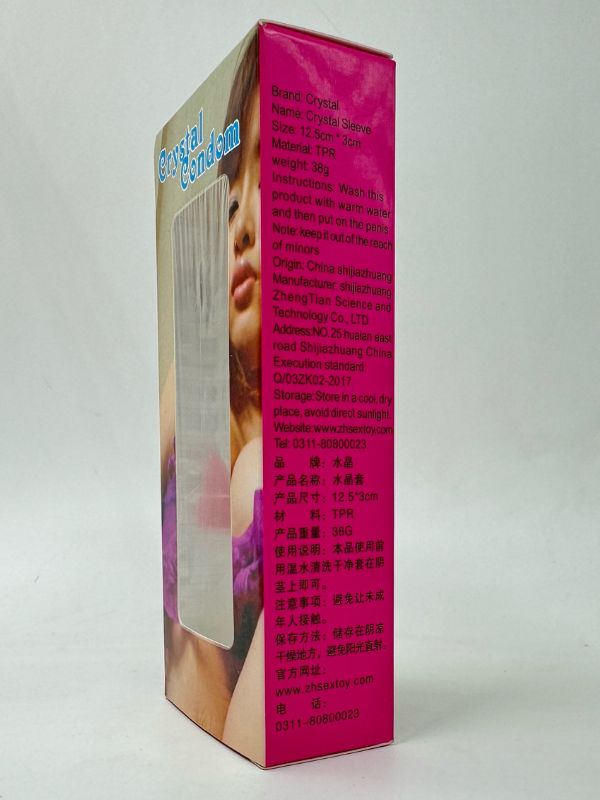 Crystal
Condom
Brand: Crystal
Name: Crystal Sleeve
Size: 12.5cm * 3cm
Material: TPR
weight: 38g
Instructions: Wash this
product with warm water
and then put on the penis
Note: keep it out of the reach
of minors
Origin: China shijiazhuang
Manufacturer: shijiazhuang
ZhengTian Science and
Technology Co., LTD
Address:NO.25 huaian east
road Shijiazhuang China
Execution standard:
Q/03ZK02-2017
Storage:Store in a cool, dry
place, avoid direct sunlight.
Website:www.zhsextoy.com
Tel: 0311-80800023
品 牌：水晶
产品名称：水晶套
产品尺寸：12.5*3cm
材 料：TPR
产品重量：38G
使用说明：本品使用前
用温水清洗干净套在阴
茎上即可。
注意事项：避免让未成
年人接触。
保存方法：储存在阴凉
干燥地方，避免阳光直射.
官方网址：
www.zhsextoy.com
电 话：
0311-80800023